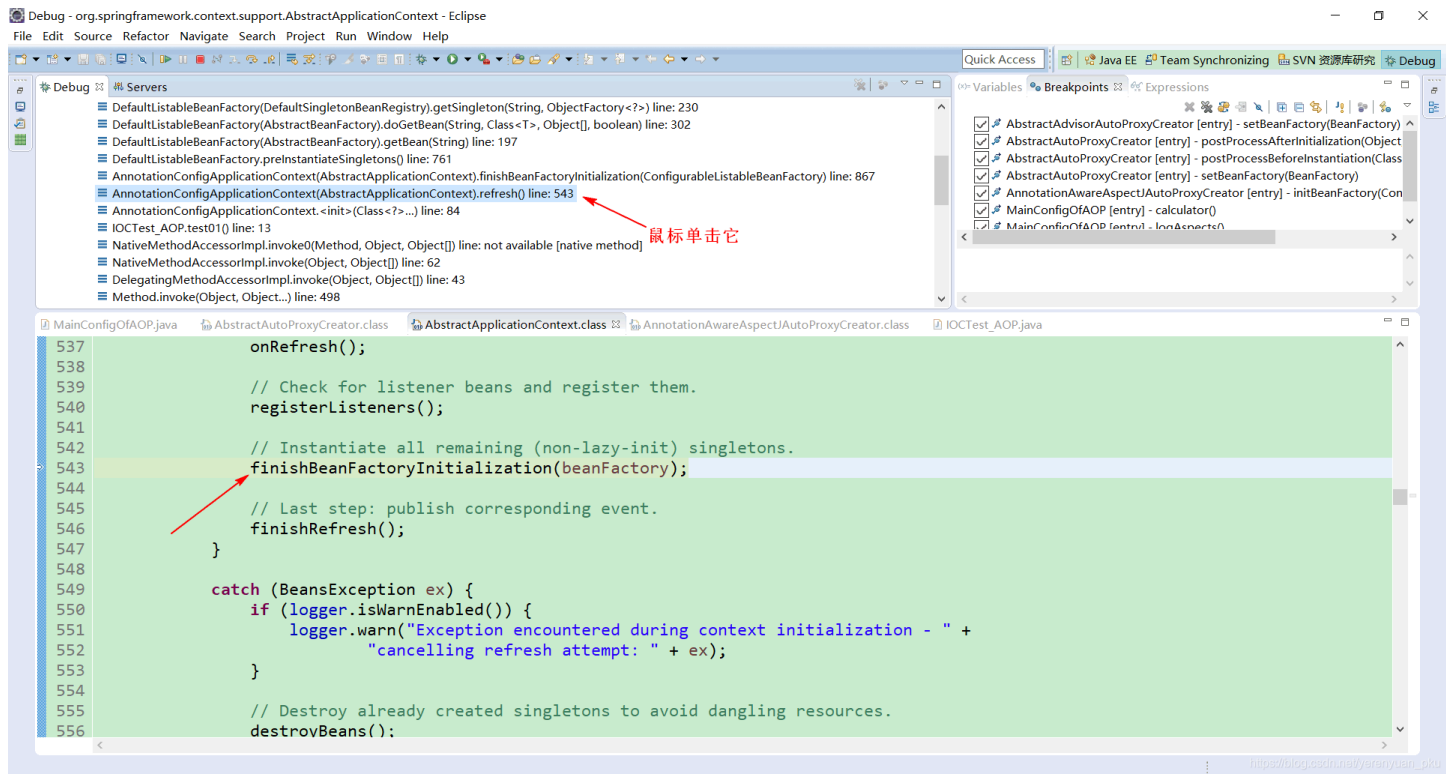 Debug - org.springframework.context.support.AbstractApplicationContext - Eclipse
File Edit Source Refactor Navigate Search Project Run Window Help
Quick Access Java EE Team Synchronizing SVN 资源库研究 Debug
Debug Servers
DefaultListableBeanFactory(DefaultSingletonBeanRegistry).getSingleton(String, ObjectFactory<?>) line: 230
DefaultListableBeanFactory(AbstractBeanFactory).doGetBean(String, Class<T>, Object[], boolean) line: 302
DefaultListableBeanFactory(AbstractBeanFactory).getBean(String) line: 197
DefaultListableBeanFactory.preInstantiateSingletons() line: 761
AnnotationConfigApplicationContext(AbstractApplicationContext).finishBeanFactoryInitialization(ConfigurableListableBeanFactory) line: 867
AnnotationConfigApplicationContext(AbstractApplicationContext).refresh() line: 543
AnnotationConfigApplicationContext.<init>(Class<?>...) line: 84
IOCTest_AOP.test01() line: 13
NativeMethodAccessorImpl.invoke0(Method, Object, Object[]) line: not available [native method]
NativeMethodAccessorImpl.invoke(Object, Object[]) line: 62
DelegatingMethodAccessorImpl.invoke(Object, Object[]) line: 43
Method.invoke(Object, Object...) line: 498
鼠标单击它
Variables Breakpoints Expressions
AbstractAdvisorAutoProxyCreator [entry] - setBeanFactory(BeanFactory)
AbstractAutoProxyCreator [entry] - postProcessAfterInitialization(Object
AbstractAutoProxyCreator [entry] - postProcessBeforeInstantiation(Class
AbstractAutoProxyCreator [entry] - setBeanFactory(BeanFactory)
AnnotationAwareAspectJAutoProxyCreator [entry] - initBeanFactory(Con
MainConfigOfAOP [entry] - calculator()
MainConfigOfAOP [entry] - logAspects()
MainConfigOfAOP.java AbstractAutoProxyCreator.class AbstractApplicationContext.class AnnotationAwareAspectJAutoProxyCreator.class IOCTest_AOP.java
537 onRefresh();
538
539 // Check for listener beans and register them.
540 registerListeners();
541
542 // Instantiate all remaining (non-lazy-init) singletons.
543 finishBeanFactoryInitialization(beanFactory);
544
545 // Last step: publish corresponding event.
546 finishRefresh();
547 }
548
549 catch (BeansException ex) {
550 if (logger.isWarnEnabled()) {
551 logger.warn("Exception encountered during context initialization - " +
552 "cancelling refresh attempt: " + ex);
553 }
554
555 // Destroy already created singletons to avoid dangling resources.
556 destroyBeans();
https://blog.csdn.net/yerenyuan_pku